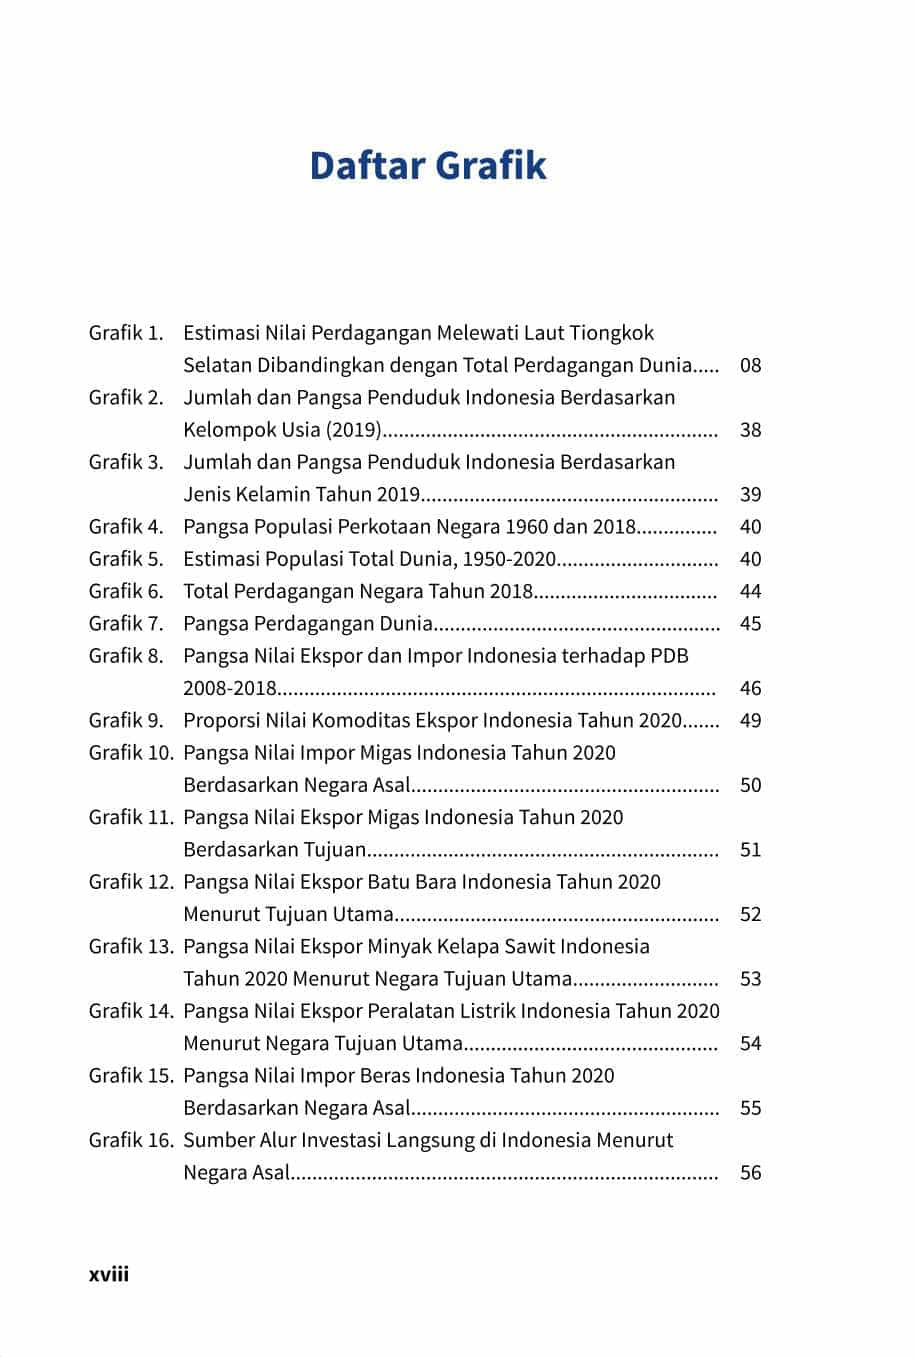 Daftar Grafik
Grafik 1. Estimasi Nilai Perdagangan Melewati Laut Tiongkok
Selatan Dibandingkan dengan Total Perdagangan Dunia..... 08
Grafik 2. Jumlah dan Pangsa Penduduk Indonesia Berdasarkan
Kelompok Usia (2019)................................................................ 38
Grafik 3. Jumlah dan Pangsa Penduduk Indonesia Berdasarkan
Jenis Kelamin Tahun 2019......................................................... 39
Grafik 4. Pangsa Populasi Perkotaan Negara 1960 dan 2018............... 40
Grafik 5. Estimasi Populasi Total Dunia, 1950-2020............................... 40
Grafik 6. Total Perdagangan Negara Tahun 2018................................... 44
Grafik 7. Pangsa Perdagangan Dunia....................................................... 45
Grafik 8. Pangsa Nilai Ekspor dan Impor Indonesia terhadap PDB
2008-2018.................................................................................... 46
Grafik 9. Proporsi Nilai Komoditas Ekspor Indonesia Tahun 2020....... 49
Grafik 10. Pangsa Nilai Impor Migas Indonesia Tahun 2020
Berdasarkan Negara Asal........................................................... 50
Grafik 11. Pangsa Nilai Ekspor Migas Indonesia Tahun 2020
Berdasarkan Tujuan.................................................................... 51
Grafik 12. Pangsa Nilai Ekspor Batu Bara Indonesia Tahun 2020
Menurut Tujuan Utama.............................................................. 52
Grafik 13. Pangsa Nilai Ekspor Minyak Kelapa Sawit Indonesia
Tahun 2020 Menurut Negara Tujuan Utama............................ 53
Grafik 14. Pangsa Nilai Ekspor Peralatan Listrik Indonesia Tahun 2020
Menurut Negara Tujuan Utama................................................. 54
Grafik 15. Pangsa Nilai Impor Beras Indonesia Tahun 2020
Berdasarkan Negara Asal........................................................... 55
Grafik 16. Sumber Alur Investasi Langsung di Indonesia Menurut
Negara Asal.................................................................................. 56
xviii